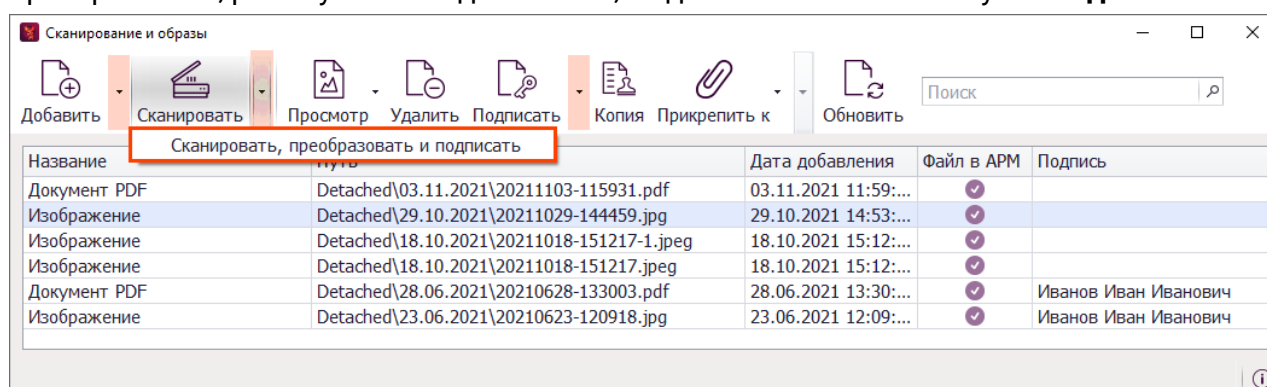 Сканирование и образы
Добавить Сканировать Просмотр Удалить Подписать Копия Прикрепить к Обновить Поиск
Сканировать, преобразовать и подписать
Название Дата добавления Файл в АРМ Подпись
Документ PDF Detached\03.11.2021\20211103-115931.pdf 03.11.2021 11:59:...
Изображение Detached\29.10.2021\20211029-144459.jpg 29.10.2021 14:53:...
Изображение Detached\18.10.2021\20211018-151217-1.jpeg 18.10.2021 15:12:...
Изображение Detached\18.10.2021\20211018-151217.jpeg 18.10.2021 15:12:...
Документ PDF Detached\28.06.2021\20210628-133003.pdf 28.06.2021 13:30:... Иванов Иван Иванович
Изображение Detached\23.06.2021\20210623-120918.jpg 23.06.2021 12:09:... Иванов Иван Иванович